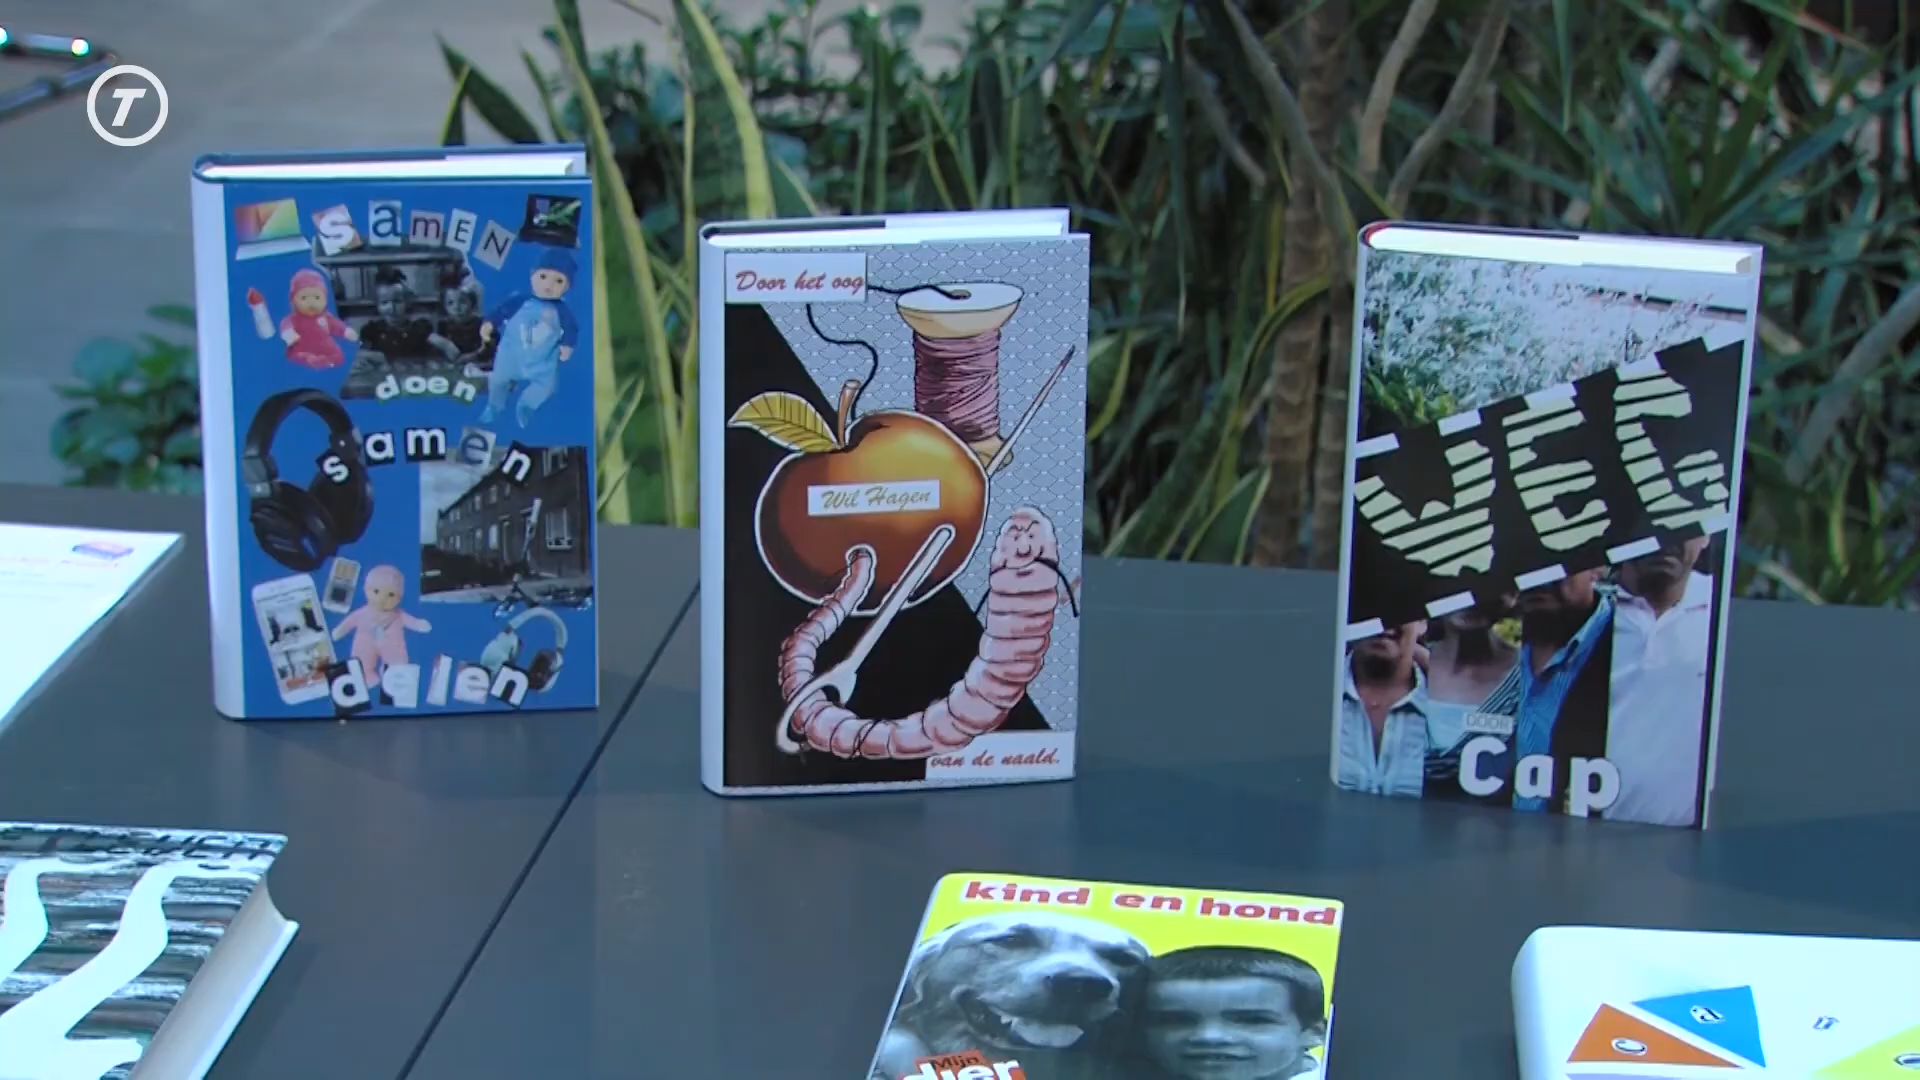 T
samEN
doen
samen
delen
Door het oog
Wil Hagen
van de naald.
WEG
DOOR
Cap
kind en hond
Mijn
dier